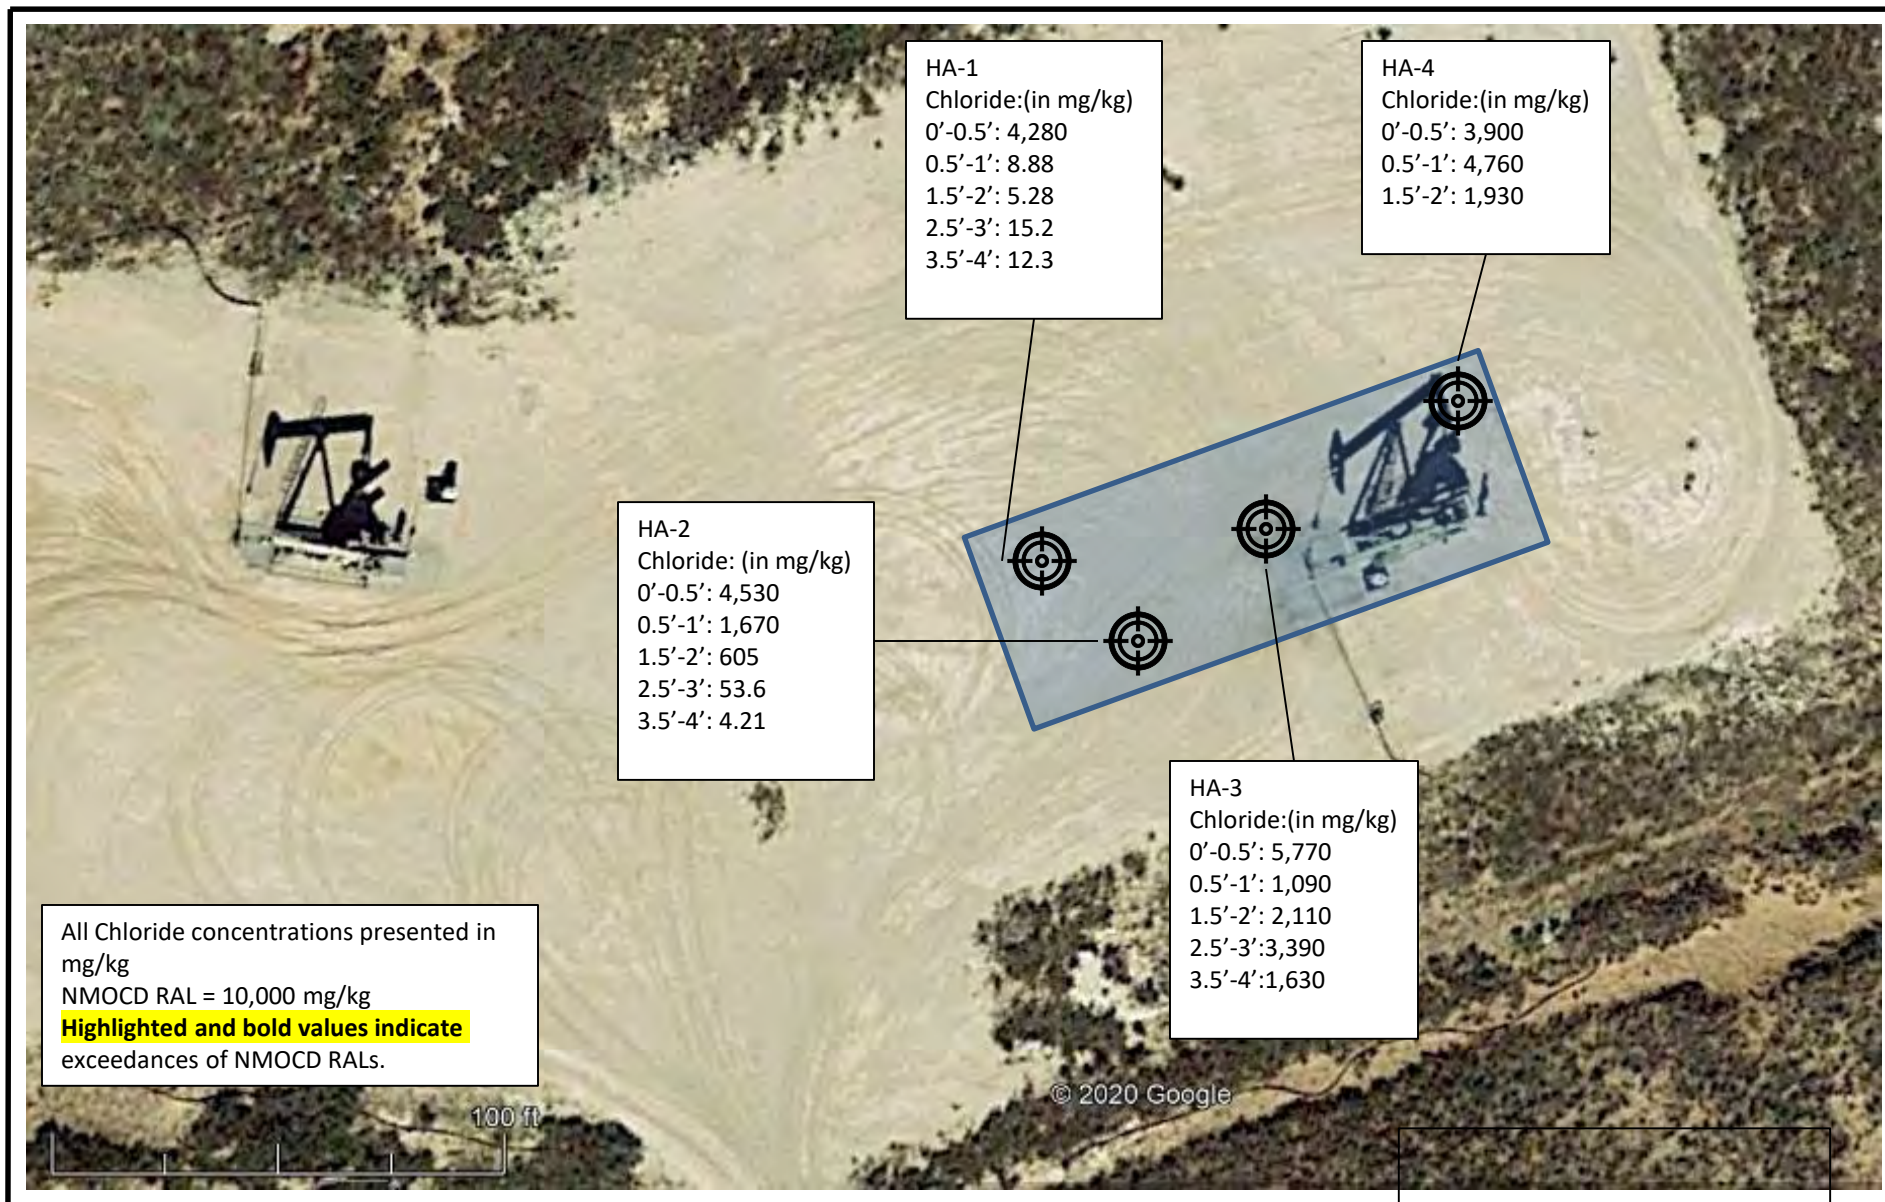 HA-1
Chloride:(in mg/kg)
0’-0.5’: 4,280
0.5’-1’: 8.88
1.5’-2’: 5.28
2.5’-3’: 15.2
3.5’-4’: 12.3
HA-4
Chloride:(in mg/kg)
0’-0.5’: 3,900
0.5’-1’: 4,760
1.5’-2’: 1,930
HA-2
Chloride: (in mg/kg)
0’-0.5’: 4,530
0.5’-1’: 1,670
1.5’-2’: 605
2.5’-3’: 53.6
3.5’-4’: 4.21
HA-3
Chloride:(in mg/kg)
0’-0.5’: 5,770
0.5’-1’: 1,090
1.5’-2’: 2,110
2.5’-3’:3,390
3.5’-4’:1,630
All Chloride concentrations presented in
mg/kg
NMOCD RAL = 10,000 mg/kg
Highlighted and bold values indicate
exceedances of NMOCD RALs.
© 2020 Google
100 ft